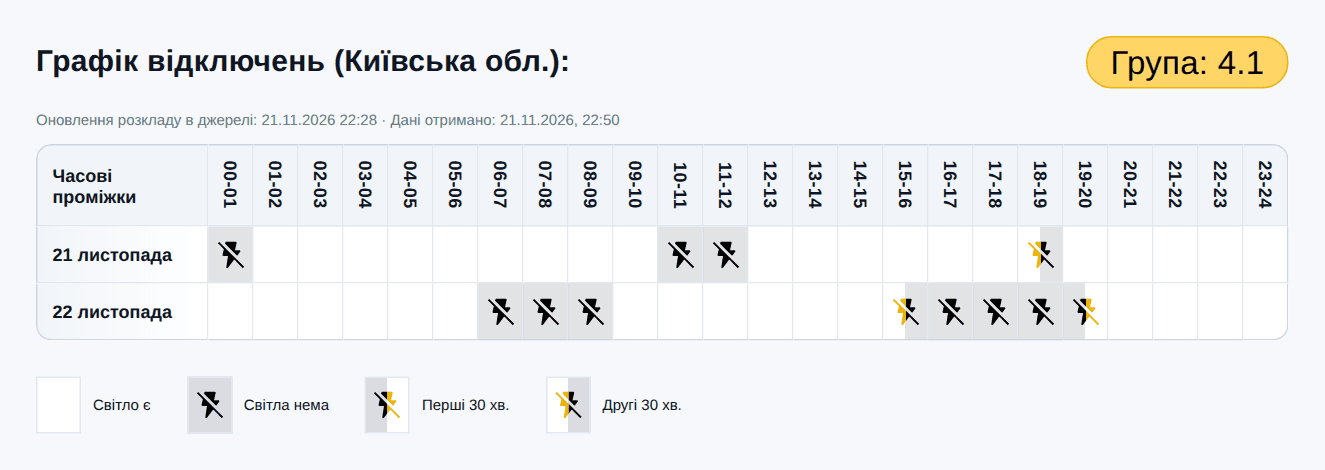 Графік відключень (Київська обл.):
Група: 4.1
Оновлення розкладу в джерелі: 21.11.2026 22:28 · Дані отримано: 21.11.2026, 22:50
Часові
проміжки
00-01 01-02 02-03 03-04 04-05 05-06 06-07 07-08 08-09 09-10 10-11 11-12 12-13 13-14 14-15 15-16 16-17 17-18 18-19 19-20 20-21 21-22 22-23 23-24
21 листопада
22 листопада
Світло є Світла нема Перші 30 хв. Другі 30 хв.